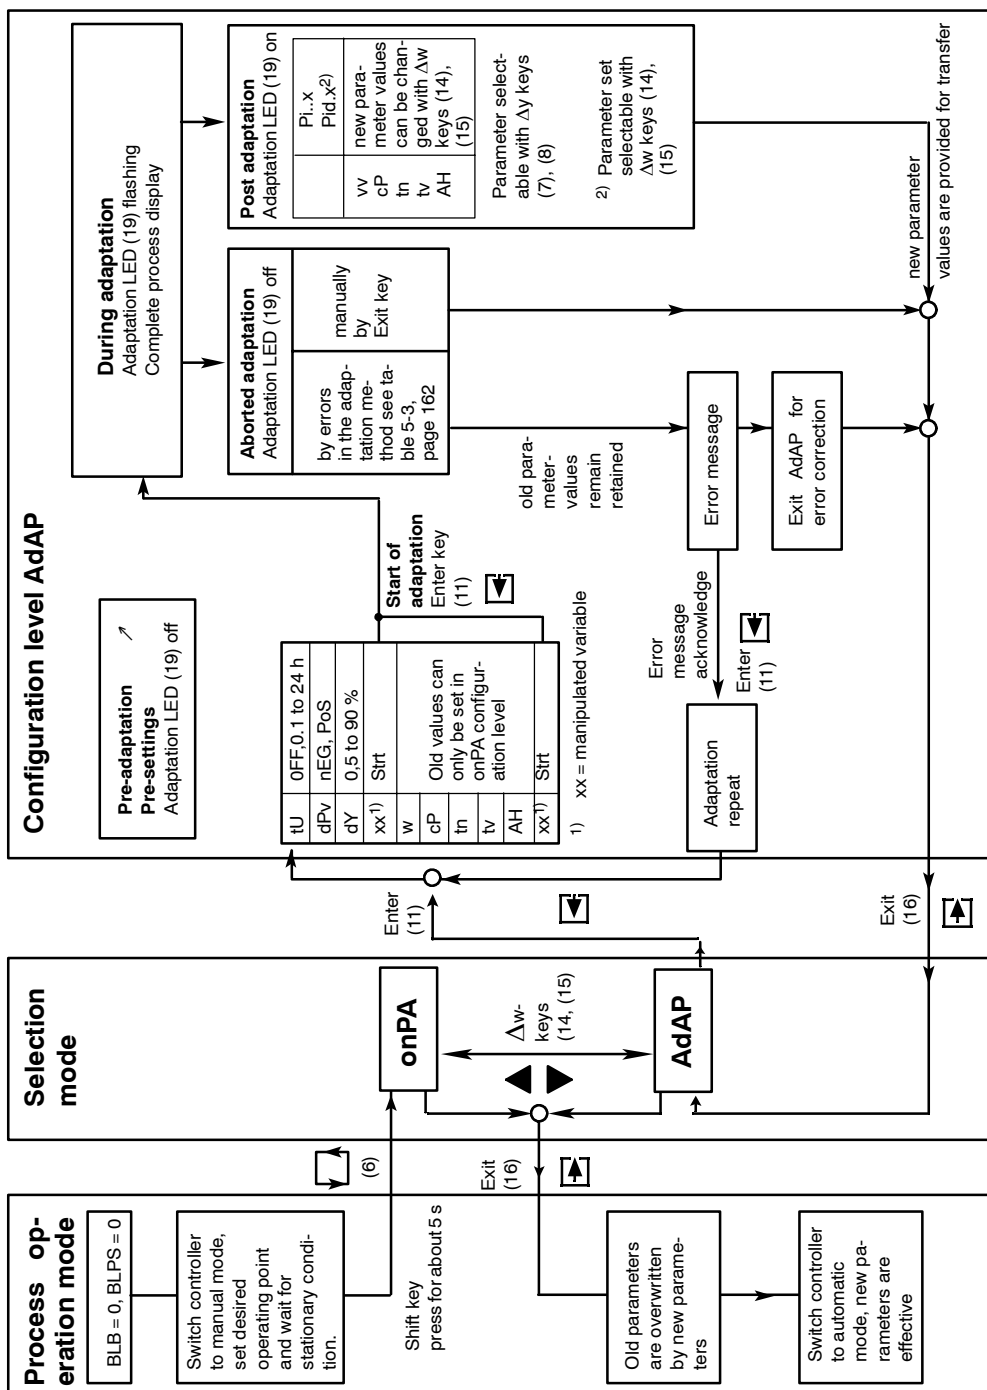 Process op-
eration mode
BLB = 0, BLPS = 0
Switch controller
to manual mode,
set desired
operating point
and wait for
stationary condi-
tion.
Shift key
press for about 5 s
(6)
Exit
(16)
Old parameters
are overwritten
by new parame-
ters
Switch controller
to automatic
mode, new pa-
rameters are
effective
Selection
mode
onPA
Δw-
keys
(14, (15)
AdAP
Enter
(11)
Exit
(16)
Configuration level AdAP
Pre-adaptation
Pre-settings
Adaptation LED (19) off
tU 0FF,0.1 to 24 h
dPv nEG, PoS
dY 0,5 to 90 %
xx1) Strt
w
cP
tn
tv
AH
Old values can
only be set in
onPA configur-
ation level
xx1) Strt
1) xx = manipulated variable
Start of
adaptation
Enter key
(11)
Error
message
acknowledge
Enter
(11)
Adaptation
repeat
During adaptation
Adaptation LED (19) flashing
Complete process display
Aborted adaptation
Adaptation LED (19) off
by errors
in the adap-
tation me-
thod see ta-
ble 5-3,
page 162
manually
by
Exit key
old para-
meter-
values
remain
retained
Error message
Exit AdAP for
error correction
Post adaptation
Adaptation LED (19) on
Pi..x
Pid.x2)
vv
cP
tn
tv
AH
new para-
meter values
can be chan-
ged with Δw
keys (14),
(15)
Parameter select-
able with Δy keys
(7), (8)
2) Parameter set
selectable with
Δw keys (14),
(15)
new parameter
values are provided for transfer